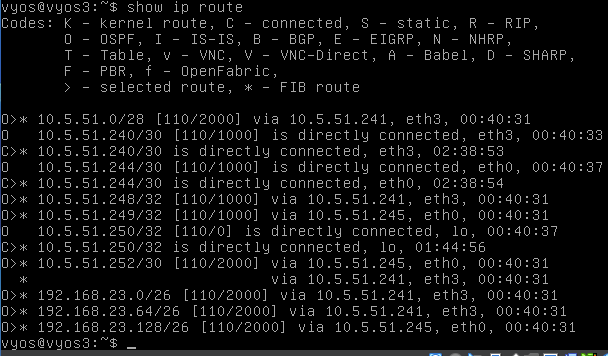 vyos@vyos3:~$ show ip route
Codes: K - kernel route, C - connected, S - static, R - RIP,
       O - OSPF, I - IS-IS, B - BGP, E - EIGRP, N - NHRP,
       T - Table, v - VNC, V - VNC-Direct, A - Babel, D - SHARP,
       F - PBR, f - OpenFabric,
       > - selected route, * - FIB route

O>* 10.5.51.0/28 [110/2000] via 10.5.51.241, eth3, 00:40:31
O   10.5.51.240/30 [110/1000] is directly connected, eth3, 00:40:33
C>* 10.5.51.240/30 is directly connected, eth3, 02:38:53
O   10.5.51.244/30 [110/1000] is directly connected, eth0, 00:40:37
C>* 10.5.51.244/30 is directly connected, eth0, 02:38:54
O>* 10.5.51.248/32 [110/1000] via 10.5.51.241, eth3, 00:40:31
O>* 10.5.51.249/32 [110/1000] via 10.5.51.245, eth0, 00:40:31
O   10.5.51.250/32 [110/0] is directly connected, lo, 00:40:37
C>* 10.5.51.250/32 is directly connected, lo, 01:44:56
O>* 10.5.51.252/30 [110/2000] via 10.5.51.245, eth0, 00:40:31
  *                           via 10.5.51.241, eth3, 00:40:31
O>* 192.168.23.0/26 [110/2000] via 10.5.51.241, eth3, 00:40:31
O>* 192.168.23.64/26 [110/2000] via 10.5.51.241, eth3, 00:40:31
O>* 192.168.23.128/26 [110/2000] via 10.5.51.245, eth0, 00:40:31
vyos@vyos3:~$ _